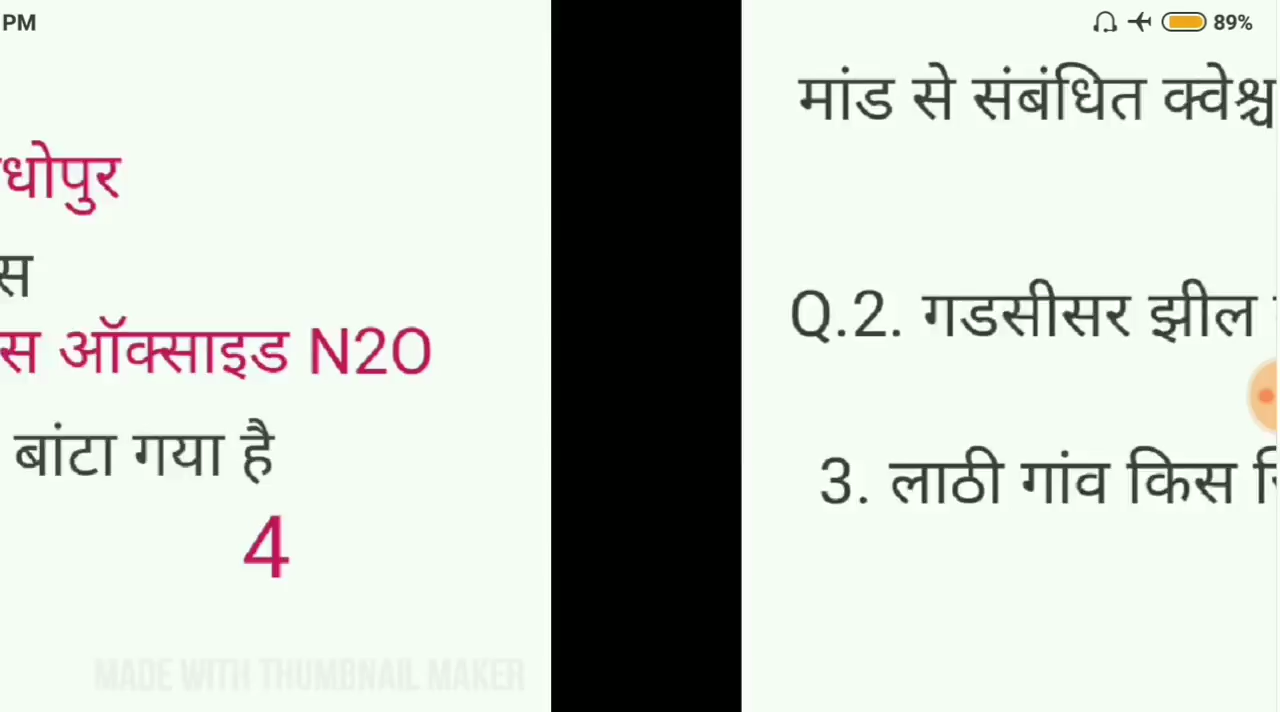 PM
89%
धोपुर
स
स ऑक्साइड N2O
बांटा गया है
4
MADE WITH THUMBNAIL MAKER
मांड से संबंधित क्वेश्च
Q.2. गडसीसर झील
3. लाठी गांव किस